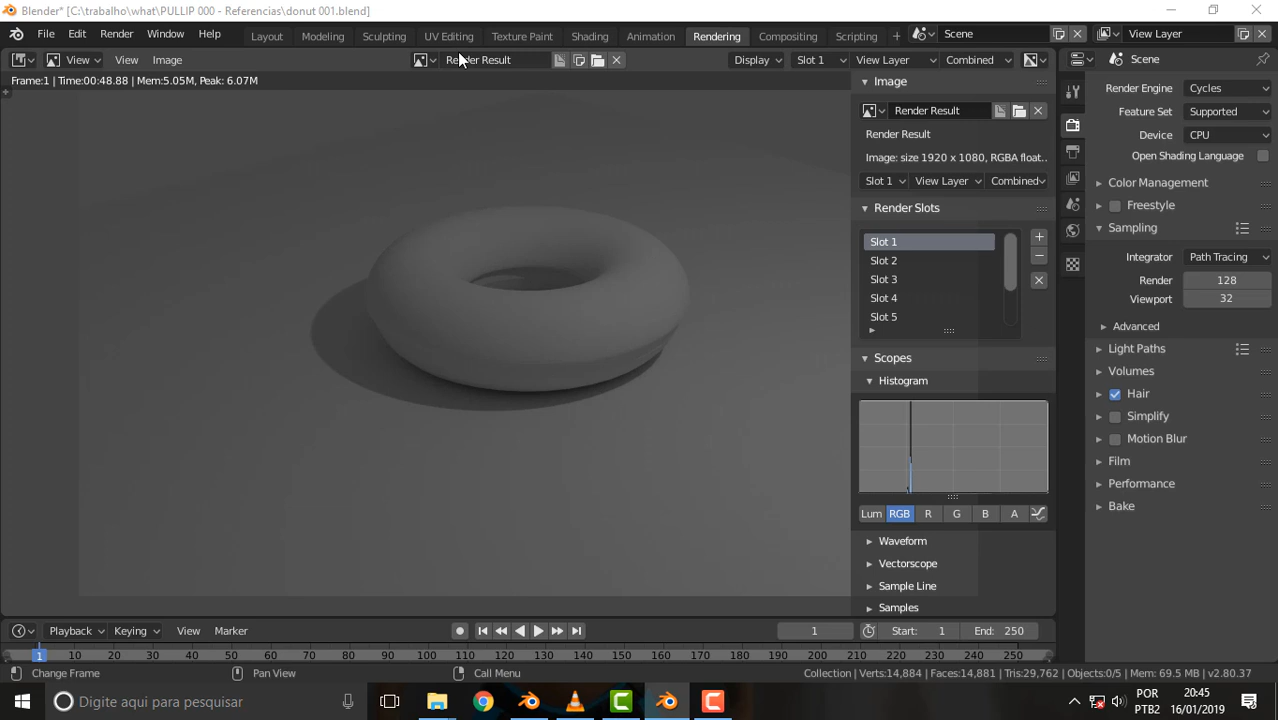 Blender* [C:\trabalho\what\PULLIP 000 - Referencias\donut 001.blend]
File Edit Render Window Help Layout Modeling Sculpting UV Editing Texture Paint Shading Animation Rendering Compositing Scripting + Scene View Layer
View View Image Render Result Display Slot 1 View Layer Combined Scene
Frame:1 | Time:00:48.88 | Mem:5.05M, Peak: 6.07M
Image
Render Result
Render Result
Image: size 1920 x 1080, RGBA float..
Slot 1 View Layer Combined
Render Slots
Slot 1
Slot 2
Slot 3
Slot 4
Slot 5
Scopes
Histogram
Lum RGB R G B A
Waveform
Vectorscope
Sample Line
Samples
Render Engine Cycles
Feature Set Supported
Device CPU
Open Shading Language
Color Management
Freestyle
Sampling
Integrator Path Tracing
Render 128
Viewport 32
Advanced
Light Paths
Volumes
Hair
Simplify
Motion Blur
Film
Performance
Bake
Playback Keying View Marker 1 Start: 1 End: 250
1 10 20 30 40 50 60 70 80 90 100 110 120 130 140 150 160 170 180 190 200 210 220 230 240 250
Change Frame Pan View Call Menu Collection | Verts:14,884 | Faces:14,881 | Tris:29,762 | Objects:0/5 | Mem: 69.5 MB | v2.80.37
Digite aqui para pesquisar
POR
PTB2
20:45
16/01/2019